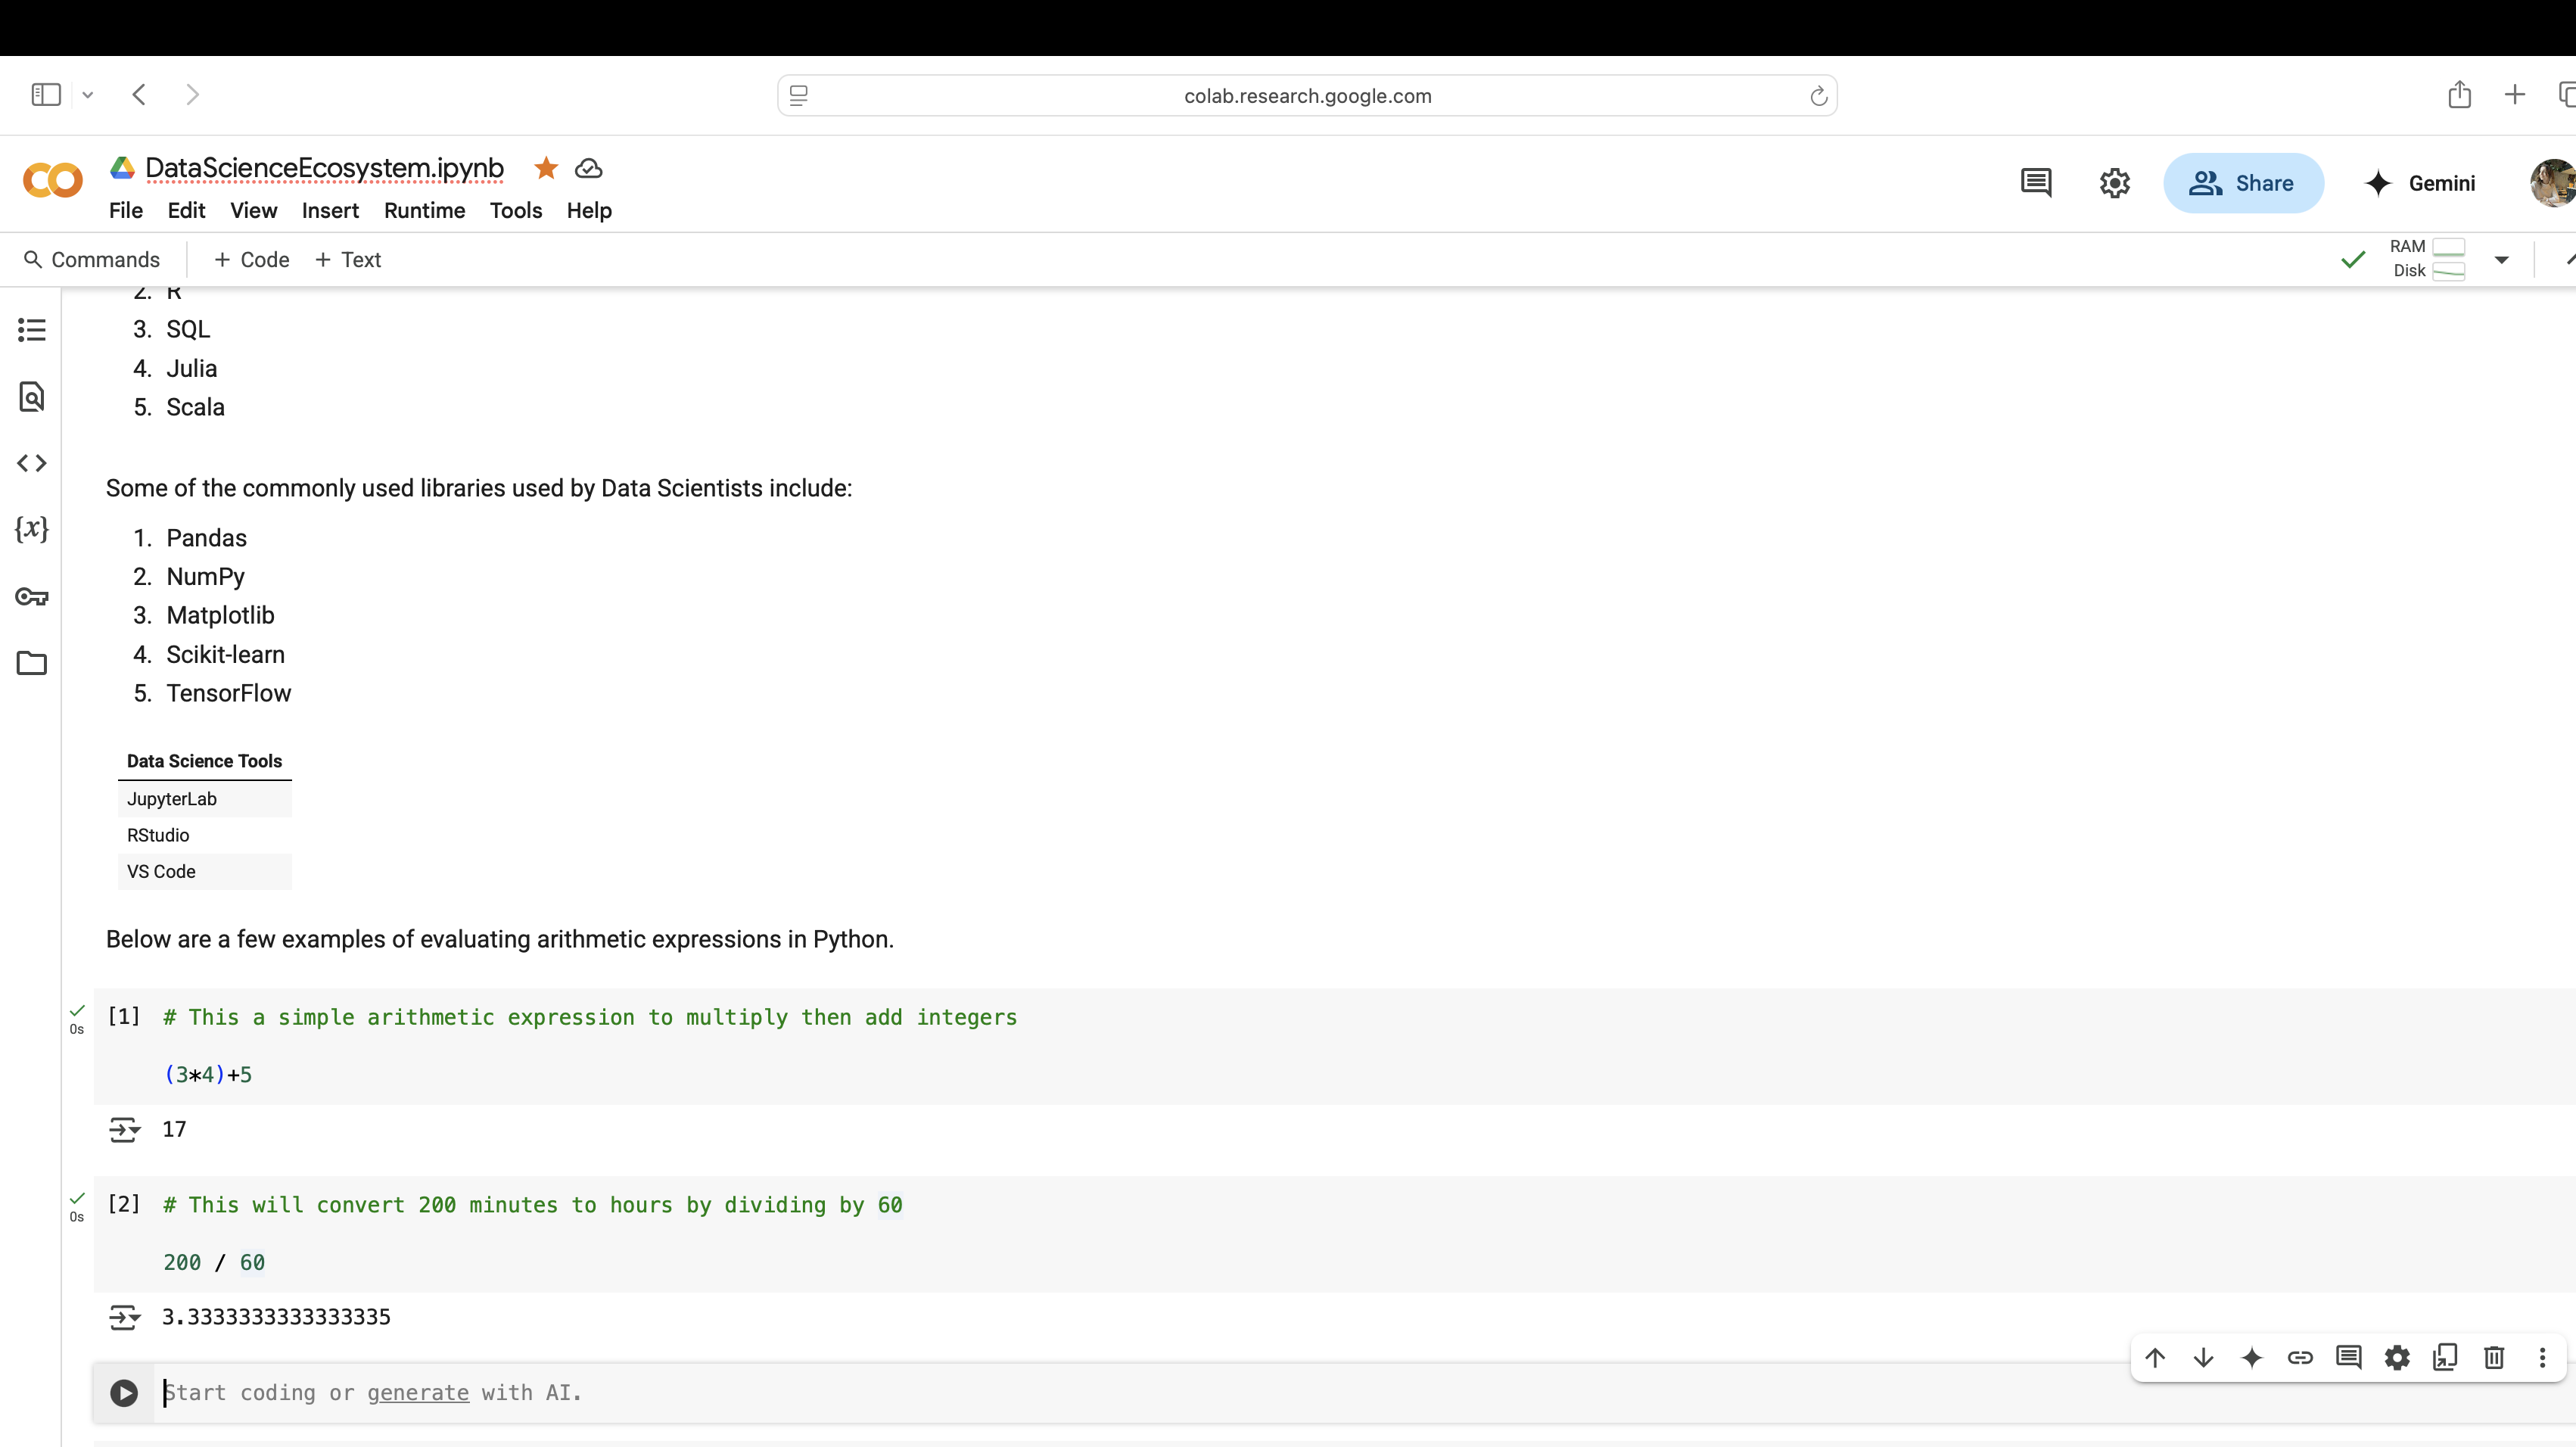 colab.research.google.com
DataScienceEcosystem.ipynb
File Edit View Insert Runtime Tools Help
Share
Gemini
Commands + Code + Text
RAM
Disk
2. R
3. SQL
4. Julia
5. Scala
Some of the commonly used libraries used by Data Scientists include:
1. Pandas
2. NumPy
3. Matplotlib
4. Scikit-learn
5. TensorFlow
Data Science Tools
JupyterLab
RStudio
VS Code
Below are a few examples of evaluating arithmetic expressions in Python.
[1] # This a simple arithmetic expression to multiply then add integers
0s
(3*4)+5
17
[2] # This will convert 200 minutes to hours by dividing by 60
0s
200 / 60
3.3333333333333335
Start coding or generate with AI.